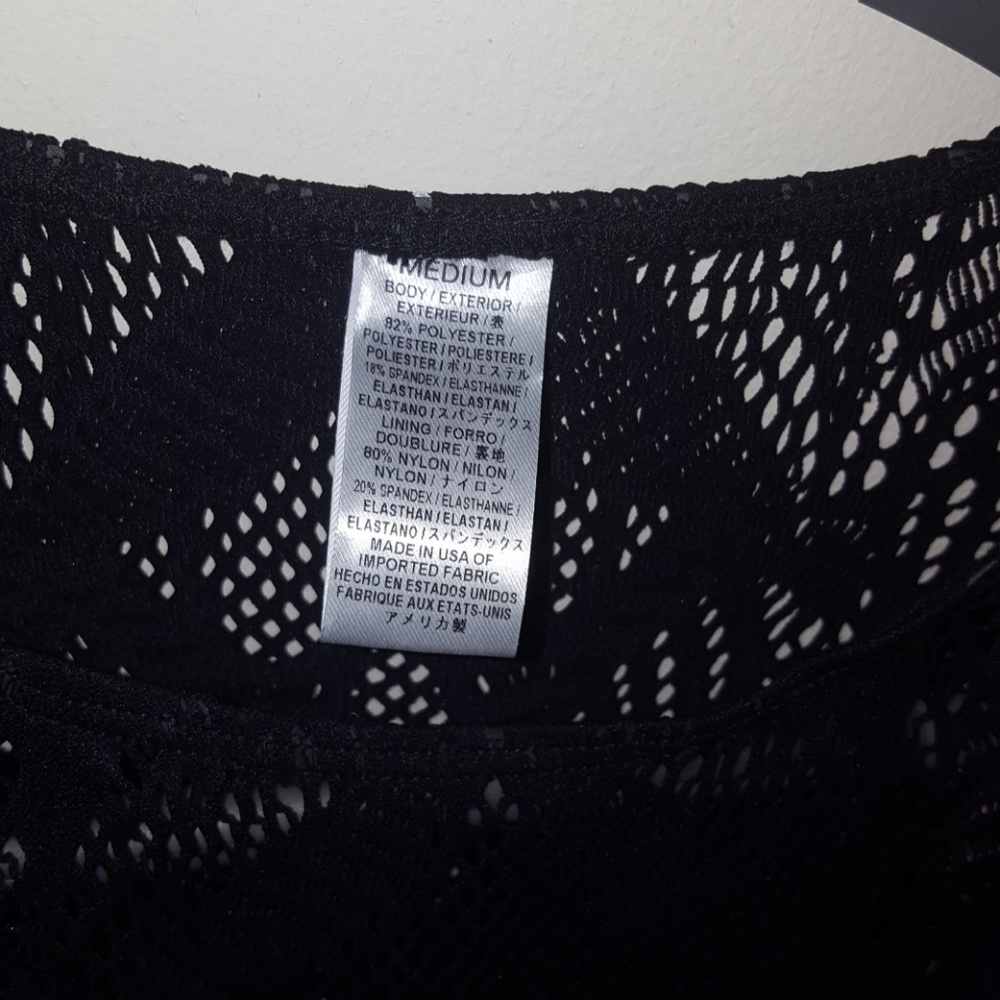 MEDIUM
BODY / EXTERIOR /
EXTERIEUR / 表
82% POLYESTER /
POLYESTER / POLIESTERE /
POLIESTER / ポリエステル
18% SPANDEX / ELASTHANNE /
ELASTHAN / ELASTAN /
ELASTANO / スパンデックス
LINING / FORRO /
DOUBLURE / 裏地
80% NYLON / NILON /
NYLON / ナイロン
20% SPANDEX / ELASTHANNE /
ELASTHAN / ELASTAN /
ELASTANO / スパンデックス
MADE IN USA OF
IMPORTED FABRIC
HECHO EN ESTADOS UNIDOS
FABRIQUE AUX ETATS-UNIS
アメリカ製